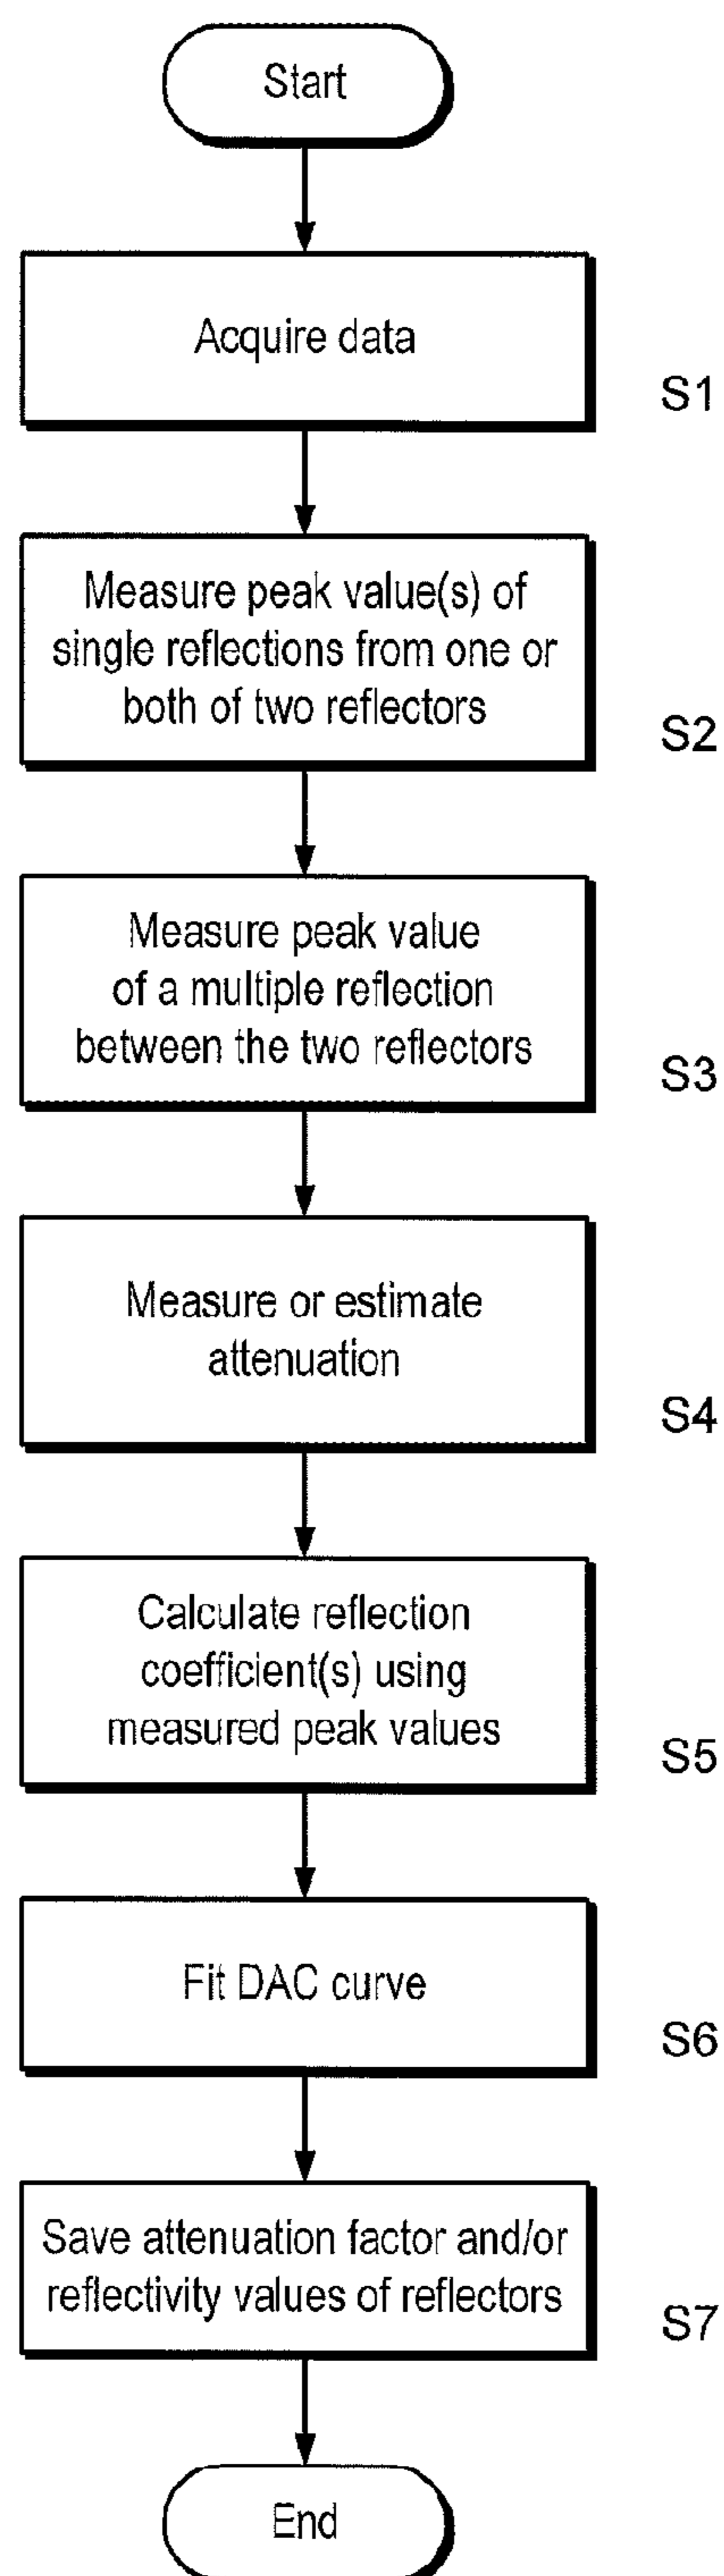 Start
Acquire data
S1
Measure peak value(s) of
single reflections from one or
both of two reflectors
S2
Measure peak value
of a multiple reflection
between the two reflectors
S3
Measure or estimate
attenuation
S4
Calculate reflection
coefficient(s) using
measured peak values
S5
Fit DAC curve
S6
Save attenuation factor and/or
reflectivity values of reflectors
S7
End